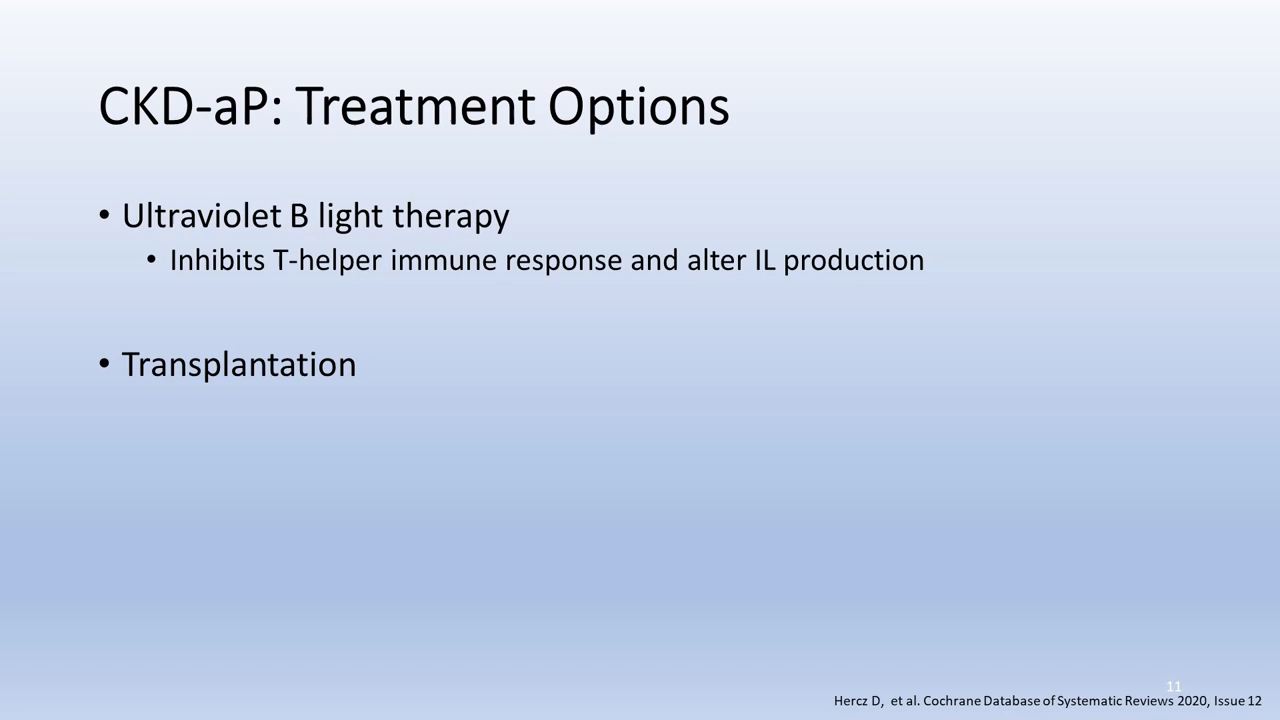 CKD-aP: Treatment Options
• Ultraviolet B light therapy
• Inhibits T-helper immune response and alter IL production
• Transplantation
11
Hercz D, et al. Cochrane Database of Systematic Reviews 2020, Issue 12